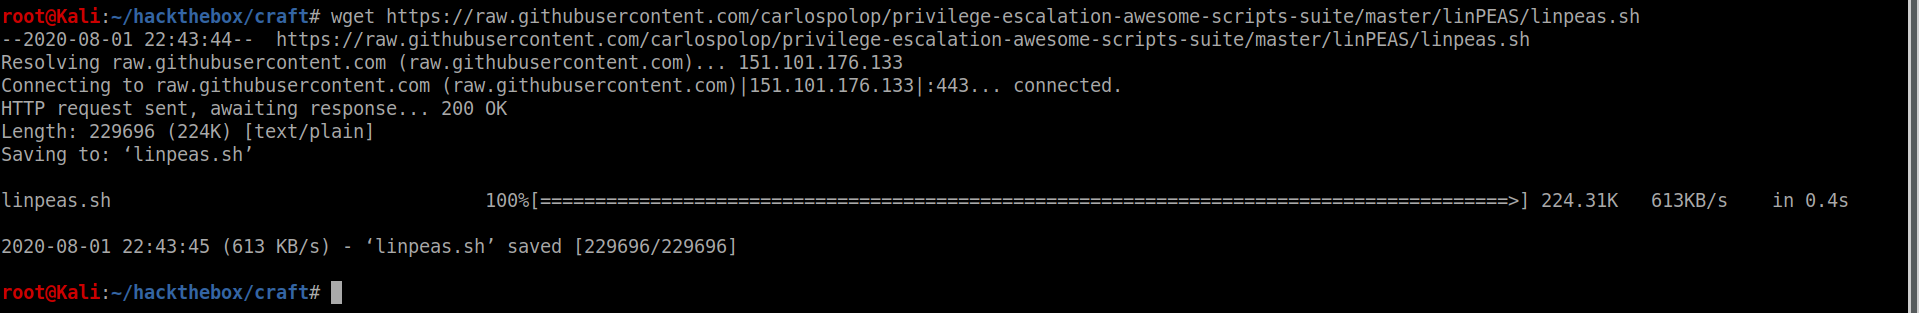 root@Kali:~/hackthebox/craft# wget https://raw.githubusercontent.com/carlospolop/privilege-escalation-awesome-scripts-suite/master/linPEAS/linpeas.sh
--2020-08-01 22:43:44--  https://raw.githubusercontent.com/carlospolop/privilege-escalation-awesome-scripts-suite/master/linPEAS/linpeas.sh
Resolving raw.githubusercontent.com (raw.githubusercontent.com)... 151.101.176.133
Connecting to raw.githubusercontent.com (raw.githubusercontent.com)|151.101.176.133|:443... connected.
HTTP request sent, awaiting response... 200 OK
Length: 229696 (224K) [text/plain]
Saving to: ‘linpeas.sh’
linpeas.sh                                  100%[========================================================================================>] 224.31K   613KB/s    in 0.4s
2020-08-01 22:43:45 (613 KB/s) - ‘linpeas.sh’ saved [229696/229696]
root@Kali:~/hackthebox/craft#